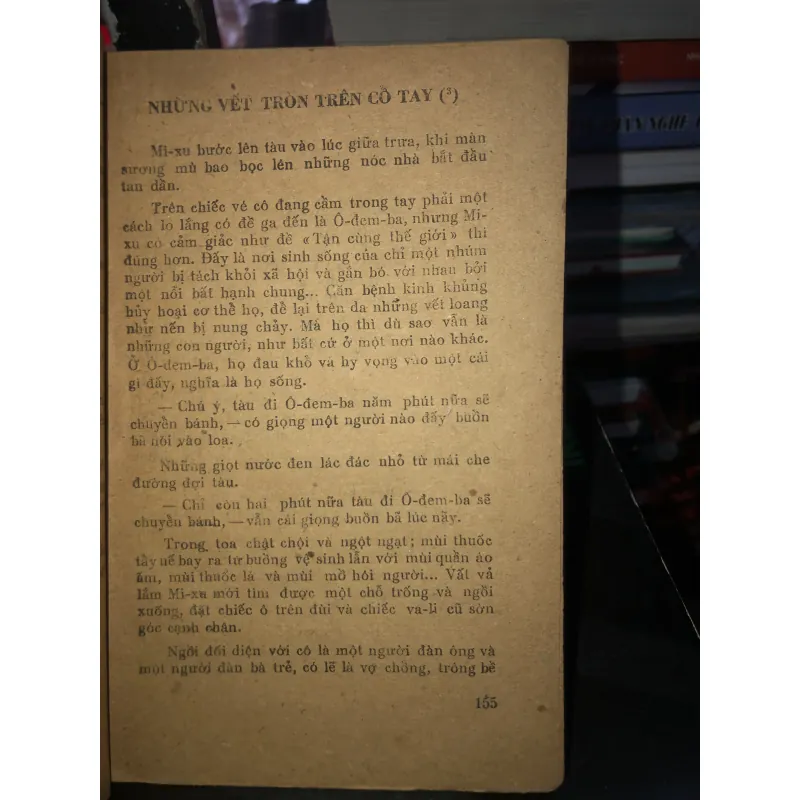 NHỮNG VẾT TRÒN TRÊN CỔ TAY (³)
Mi-xu bước lên tàu vào lúc giữa trưa, khi màn
sương mù bao bọc lên những nóc nhà bắt đầu
tan dần.
Trên chiếc vé cô đang cầm trong tay phải một
cách lo lắng có đề ga đến là Ô-đem-ba, nhưng Mi-
xu có cảm giác như đề «Tận cùng thế giới» thì
đúng hơn. Đấy là nơi sinh sống của chỉ một nhúm
người bị tách khỏi xã hội và gắn bó với nhau bởi
một nỗi bất hạnh chung... Căn bệnh kinh khủng
hủy hoại cơ thể họ, để lại trên da những vết loang
như nến bị nung chảy. Mà họ thì dù sao vẫn là
những con người, như bất cứ ở một nơi nào khác.
Ở Ô-đem-ba, họ đau khổ và hy vọng vào một cái
gì đấy, nghĩa là họ sống.
— Chú ý, tàu đi Ô-đem-ba năm phút nữa sẽ
chuyển bánh, — có giọng một người nào đấy buồn
bã nói vào loa.
Những giọt nước đen lác đác nhỏ từ mái che
đường đợi tàu.
— Chỉ còn hai phút nữa tàu đi Ô-đem-ba sẽ
chuyển bánh, — vẫn cái giọng buồn bã lúc nãy.
Trong toa chật chội và ngột ngạt; mùi thuốc
tẩy uế bay ra từ buồng vệ sinh lẫn với mùi quần áo
ẩm, mùi thuốc lá và mùi mồ hôi người... Vất vả
lắm Mi-xu mới tìm được một chỗ trống và ngồi
xuống, đặt chiếc ô trên đùi và chiếc va-li cũ sờn
góc cạnh chân.
Ngồi đối diện với cô là một người đàn ông và
một người đàn bà trẻ, có lẽ là vợ chồng, trông bề
155